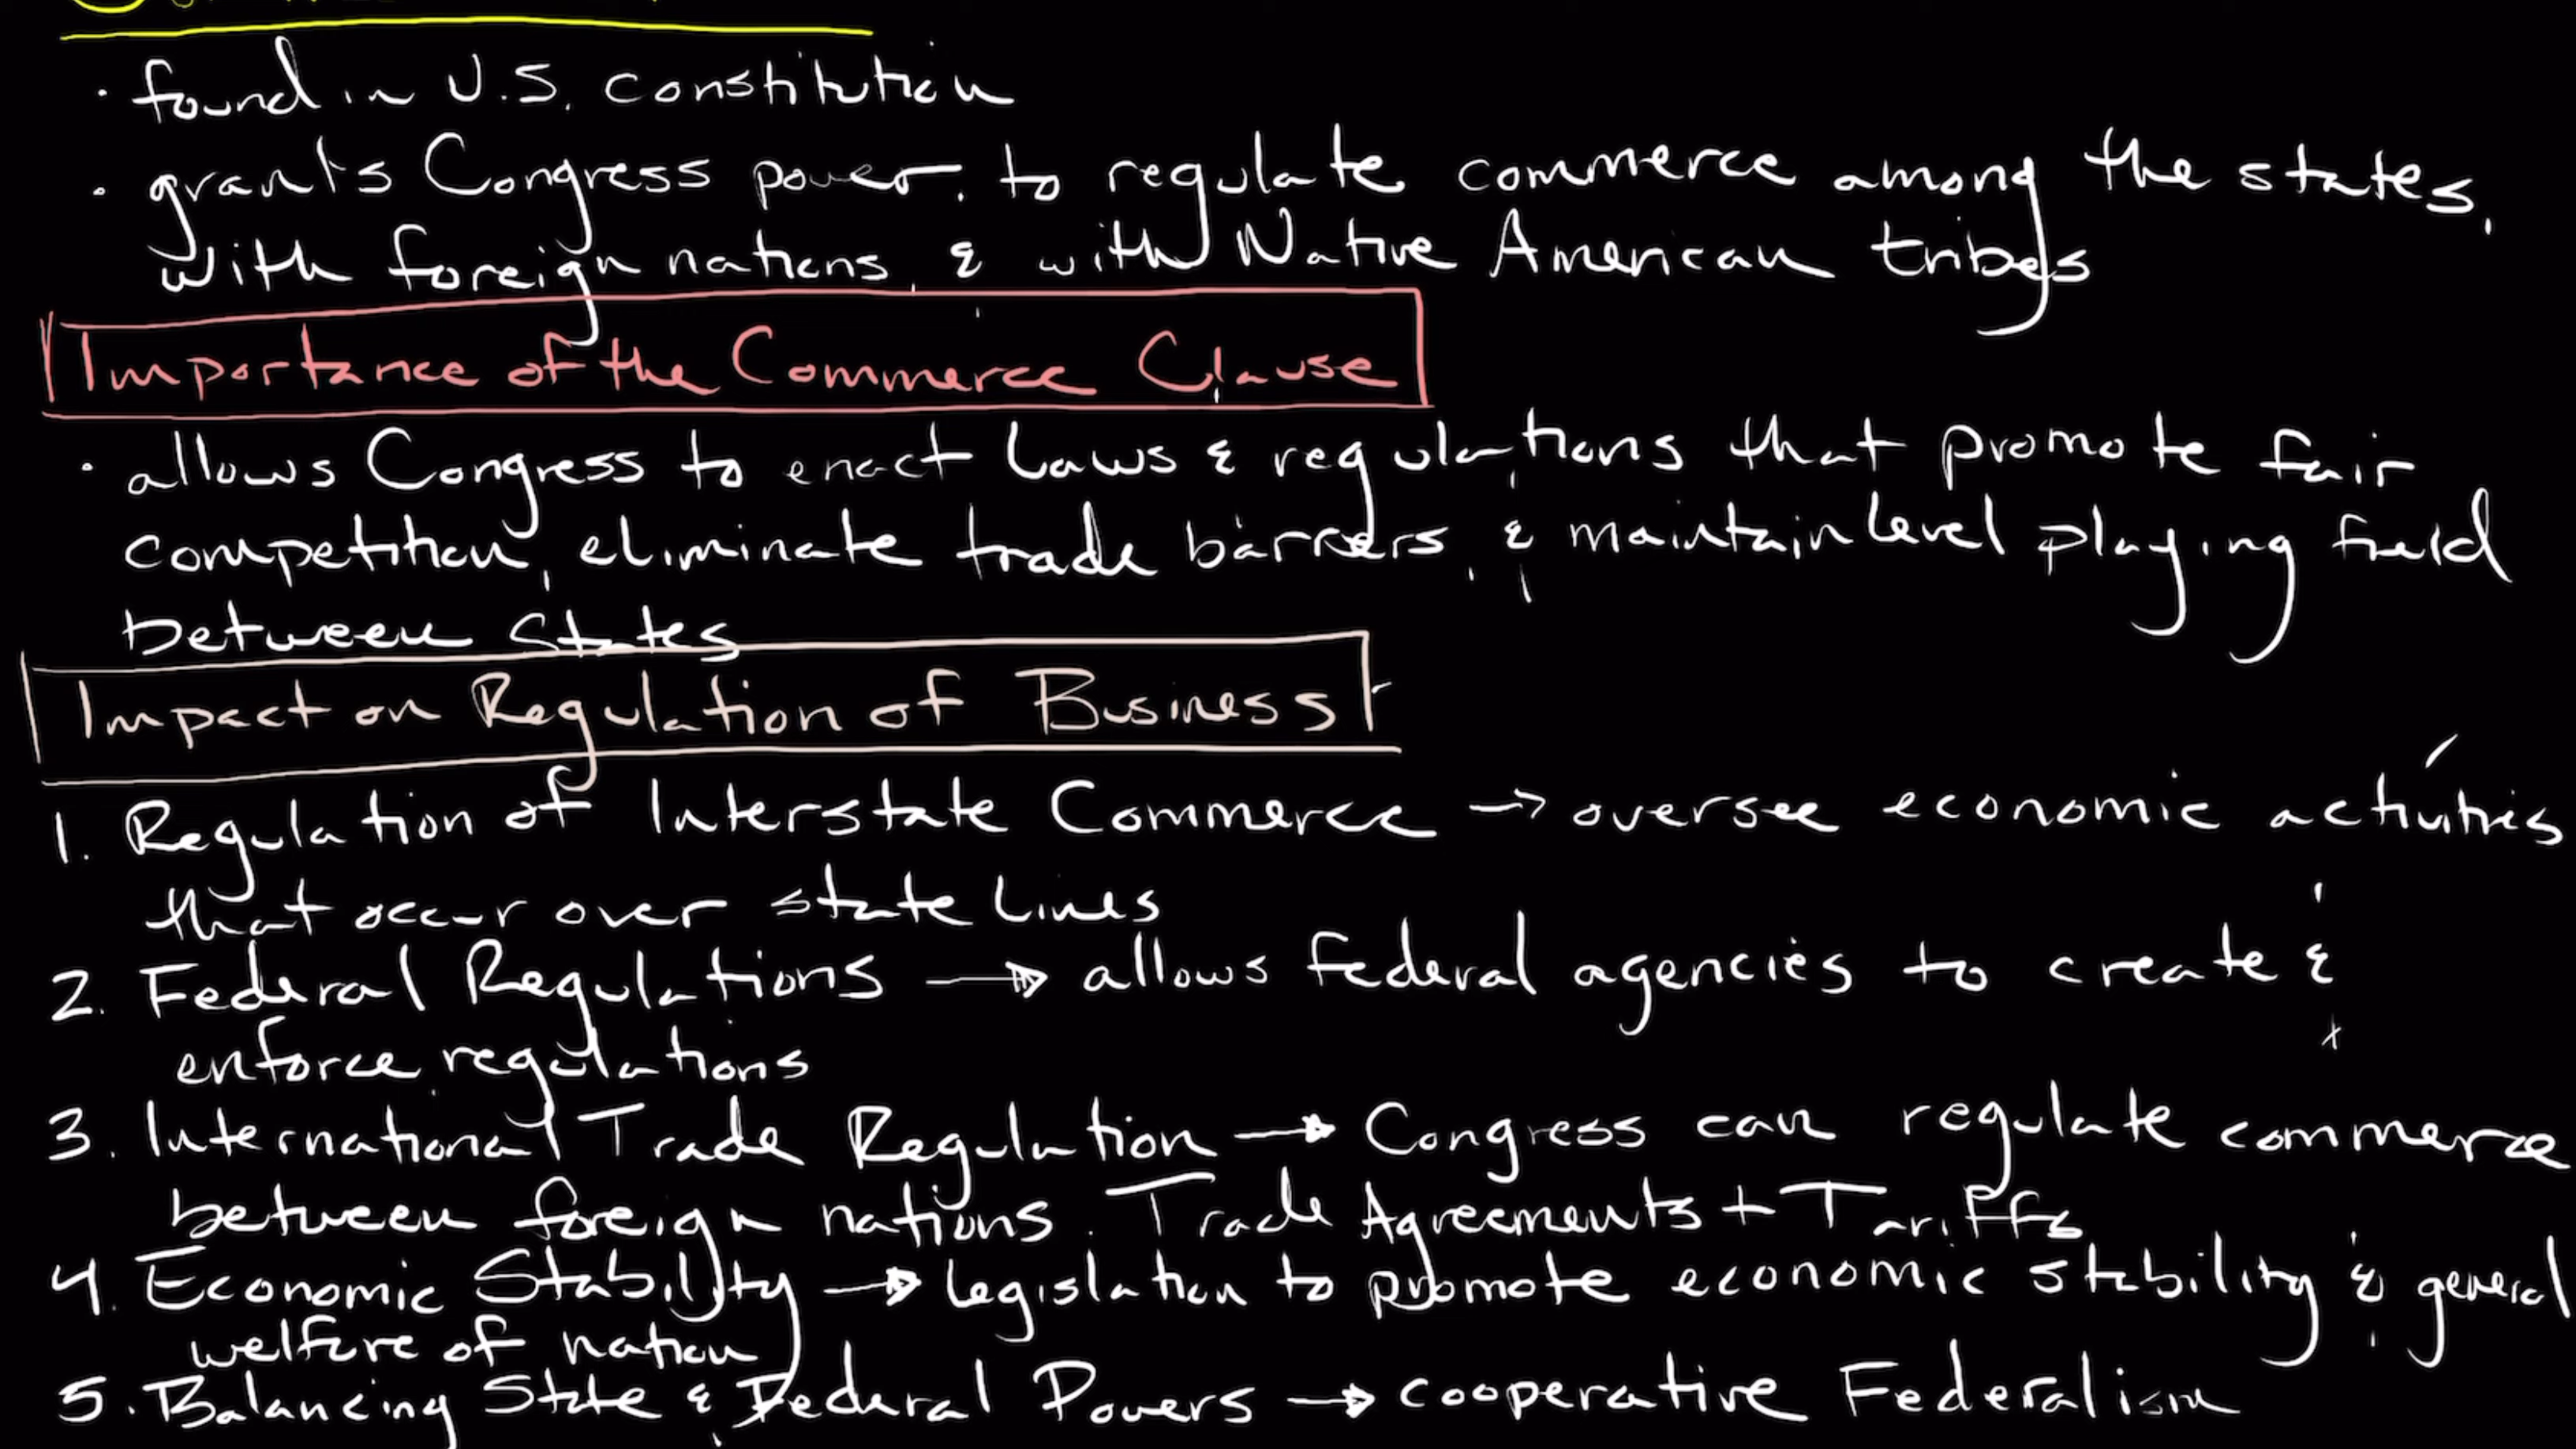 · found in U.S. constitution
· grants Congress power to regulate commerce among the states,
with foreign nations, & with Native American tribes
Importance of the Commerce Clause
· allows Congress to enact laws & regulations that promote fair
competition, eliminate trade barriers, & maintain level playing field
between states
Impact on Regulation of Business
1. Regulation of Interstate Commerce → oversee economic activities
that occur over state lines
2. Federal Regulations → allows federal agencies to create &
enforce regulations
3. International Trade Regulation → Congress can regulate commerce
between foreign nations. Trade Agreements + Tariffs
4. Economic Stability → legislation to promote economic stability & general
welfare of nation
5. Balancing State & Federal Powers → cooperative Federalism